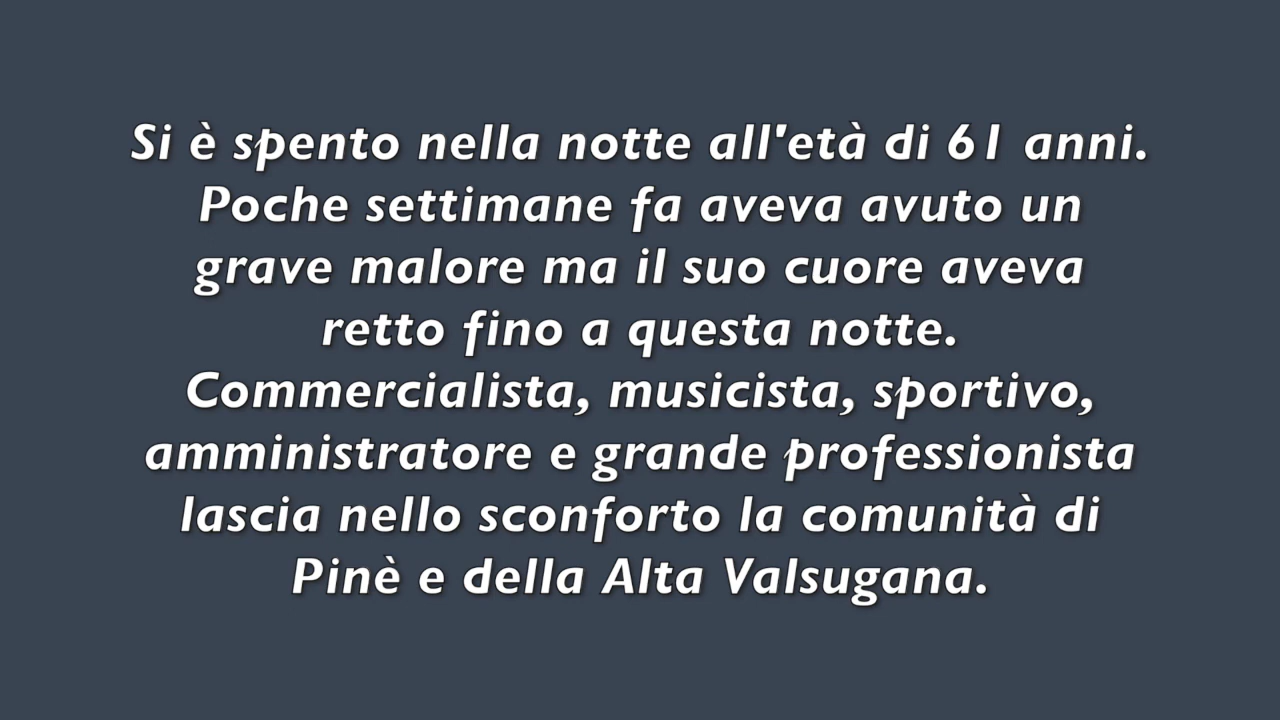 Si è spento nella notte all'età di 61 anni.
Poche settimane fa aveva avuto un
grave malore ma il suo cuore aveva
retto fino a questa notte.
Commercialista, musicista, sportivo,
amministratore e grande professionista
lascia nello sconforto la comunità di
Pinè e della Alta Valsugana.